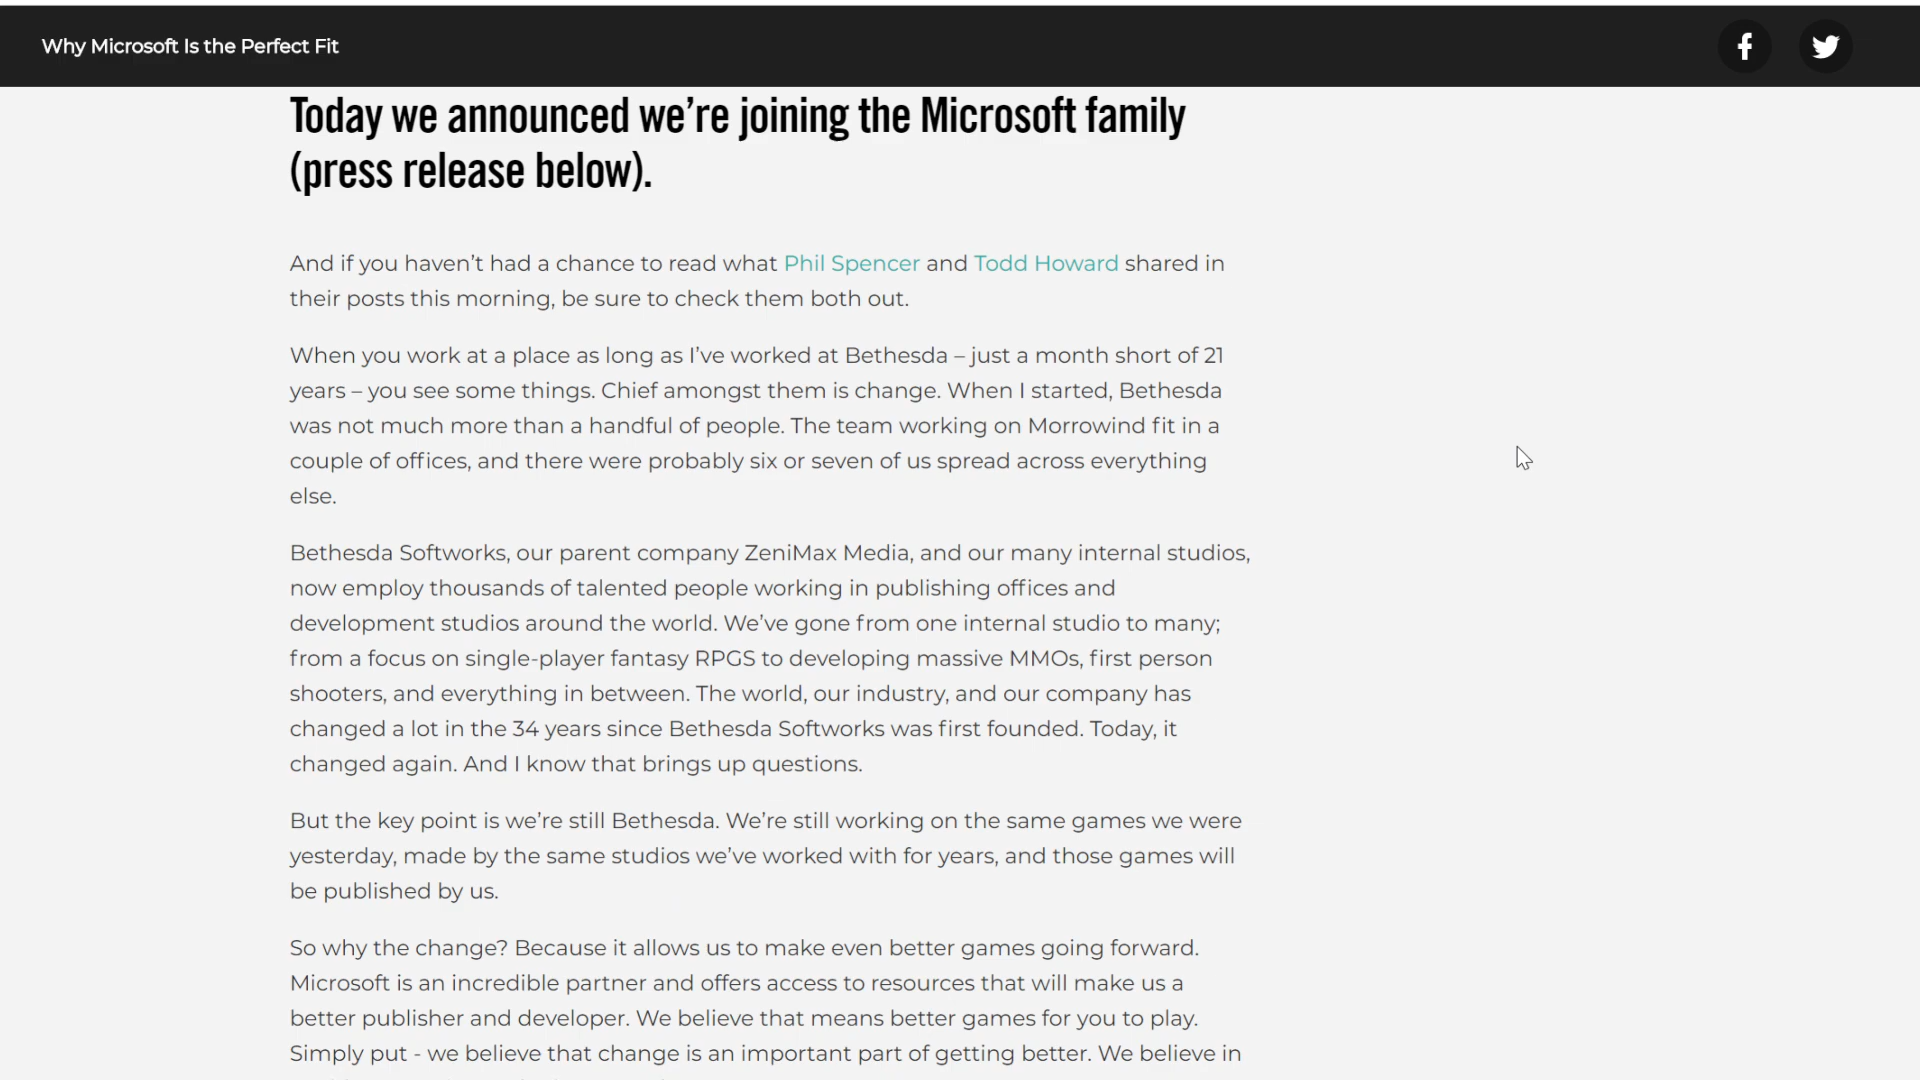 Why Microsoft Is the Perfect Fit
Today we announced we’re joining the Microsoft family
(press release below).
And if you haven’t had a chance to read what Phil Spencer and Todd Howard shared in
their posts this morning, be sure to check them both out.
When you work at a place as long as I’ve worked at Bethesda – just a month short of 21
years – you see some things. Chief amongst them is change. When I started, Bethesda
was not much more than a handful of people. The team working on Morrowind fit in a
couple of offices, and there were probably six or seven of us spread across everything
else.
Bethesda Softworks, our parent company ZeniMax Media, and our many internal studios,
now employ thousands of talented people working in publishing offices and
development studios around the world. We’ve gone from one internal studio to many;
from a focus on single-player fantasy RPGS to developing massive MMOs, first person
shooters, and everything in between. The world, our industry, and our company has
changed a lot in the 34 years since Bethesda Softworks was first founded. Today, it
changed again. And I know that brings up questions.
But the key point is we’re still Bethesda. We’re still working on the same games we were
yesterday, made by the same studios we’ve worked with for years, and those games will
be published by us.
So why the change? Because it allows us to make even better games going forward.
Microsoft is an incredible partner and offers access to resources that will make us a
better publisher and developer. We believe that means better games for you to play.
Simply put - we believe that change is an important part of getting better. We believe in